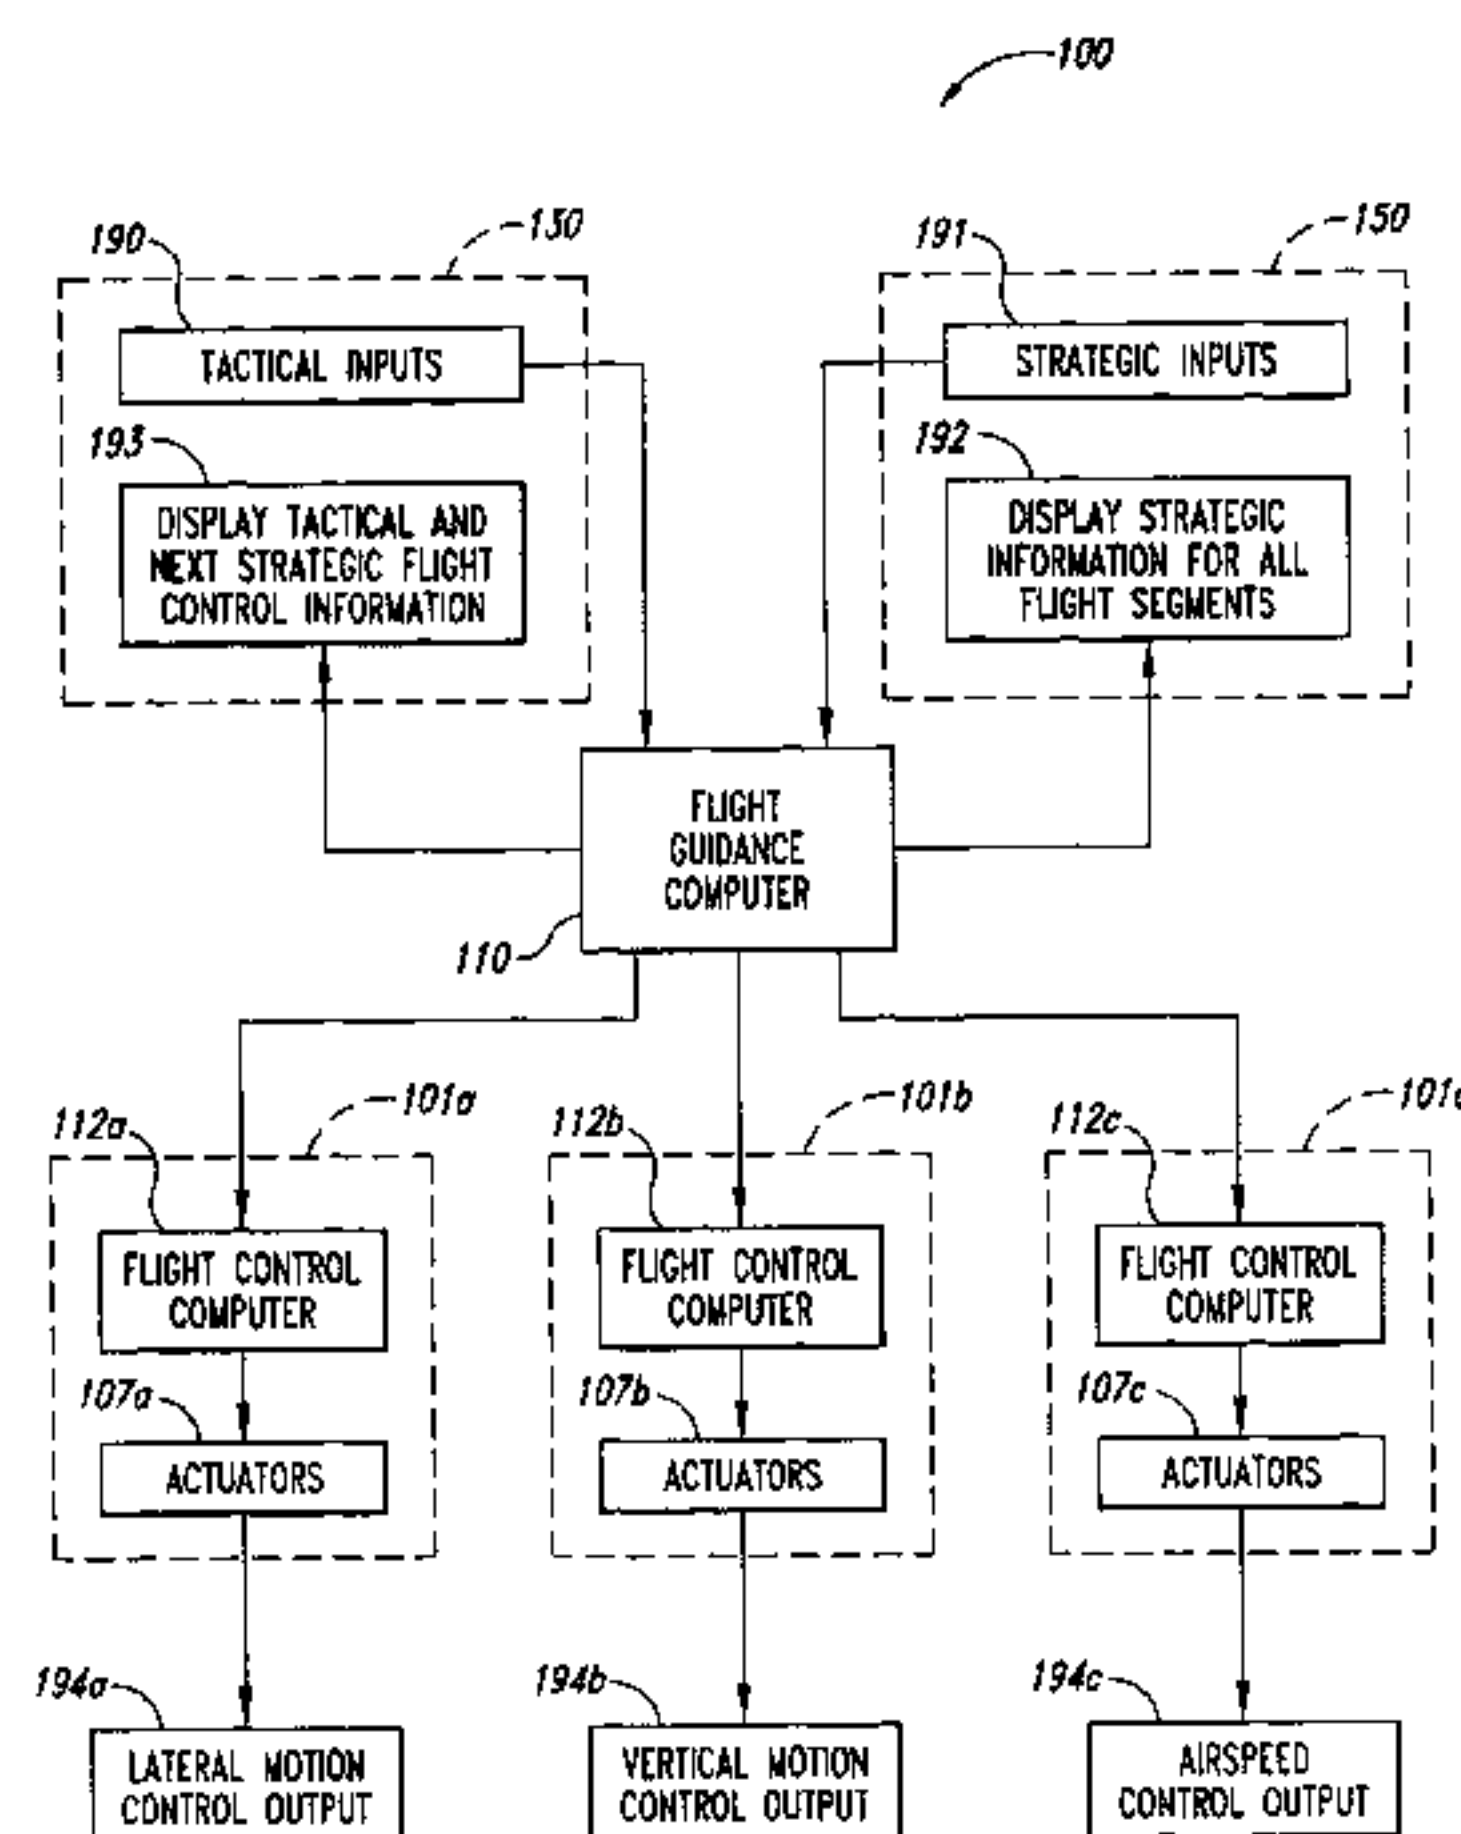 100
190
130
191
150
TACTICAL INPUTS
STRATEGIC INPUTS
193
192
DISPLAY TACTICAL AND
NEXT STRATEGIC FLIGHT
CONTROL INFORMATION
DISPLAY STRATEGIC
INFORMATION FOR ALL
FLIGHT SEGMENTS
FLIGHT
GUIDANCE
COMPUTER
110
112a
101a
112b
101b
112c
101c
FLIGHT CONTROL
COMPUTER
FLIGHT CONTROL
COMPUTER
FLIGHT CONTROL
COMPUTER
107a
107b
107c
ACTUATORS
ACTUATORS
ACTUATORS
194a
194b
194c
LATERAL MOTION
CONTROL OUTPUT
VERTICAL MOTION
CONTROL OUTPUT
AIRSPEED
CONTROL OUTPUT